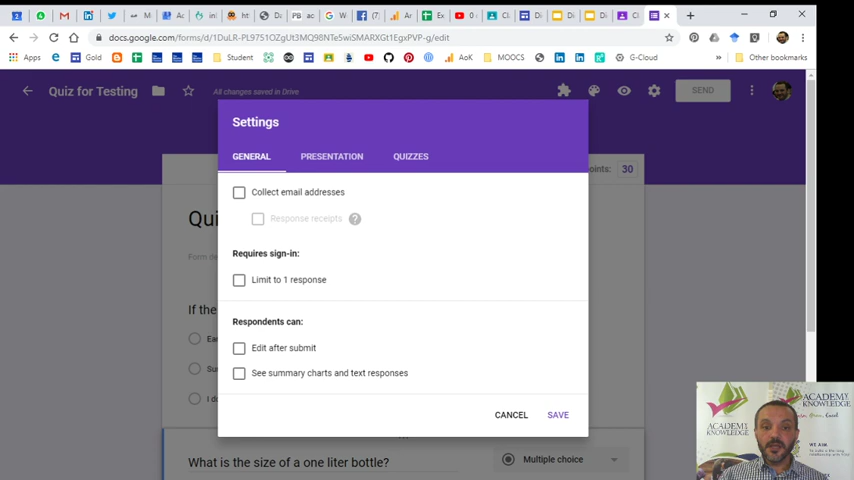 docs.google.com/forms/d/1DuLR-PL9751OZgUt3MQ98NTe5wiSMARXGt1EgxPVP-g/edit
Apps
Gold
Student
AoK
MOOCS
G-Cloud
Other bookmarks
Quiz for Testing
All changes saved in Drive
SEND
Settings
GENERAL PRESENTATION QUIZZES
30
Collect email addresses
Response receipts ?
Requires sign-in:
Limit to 1 response
Respondents can:
Edit after submit
See summary charts and text responses
CANCEL SAVE
If the
What is the size of a one liter bottle?
Multiple choice
ACADEMY
KNOWLEDGE